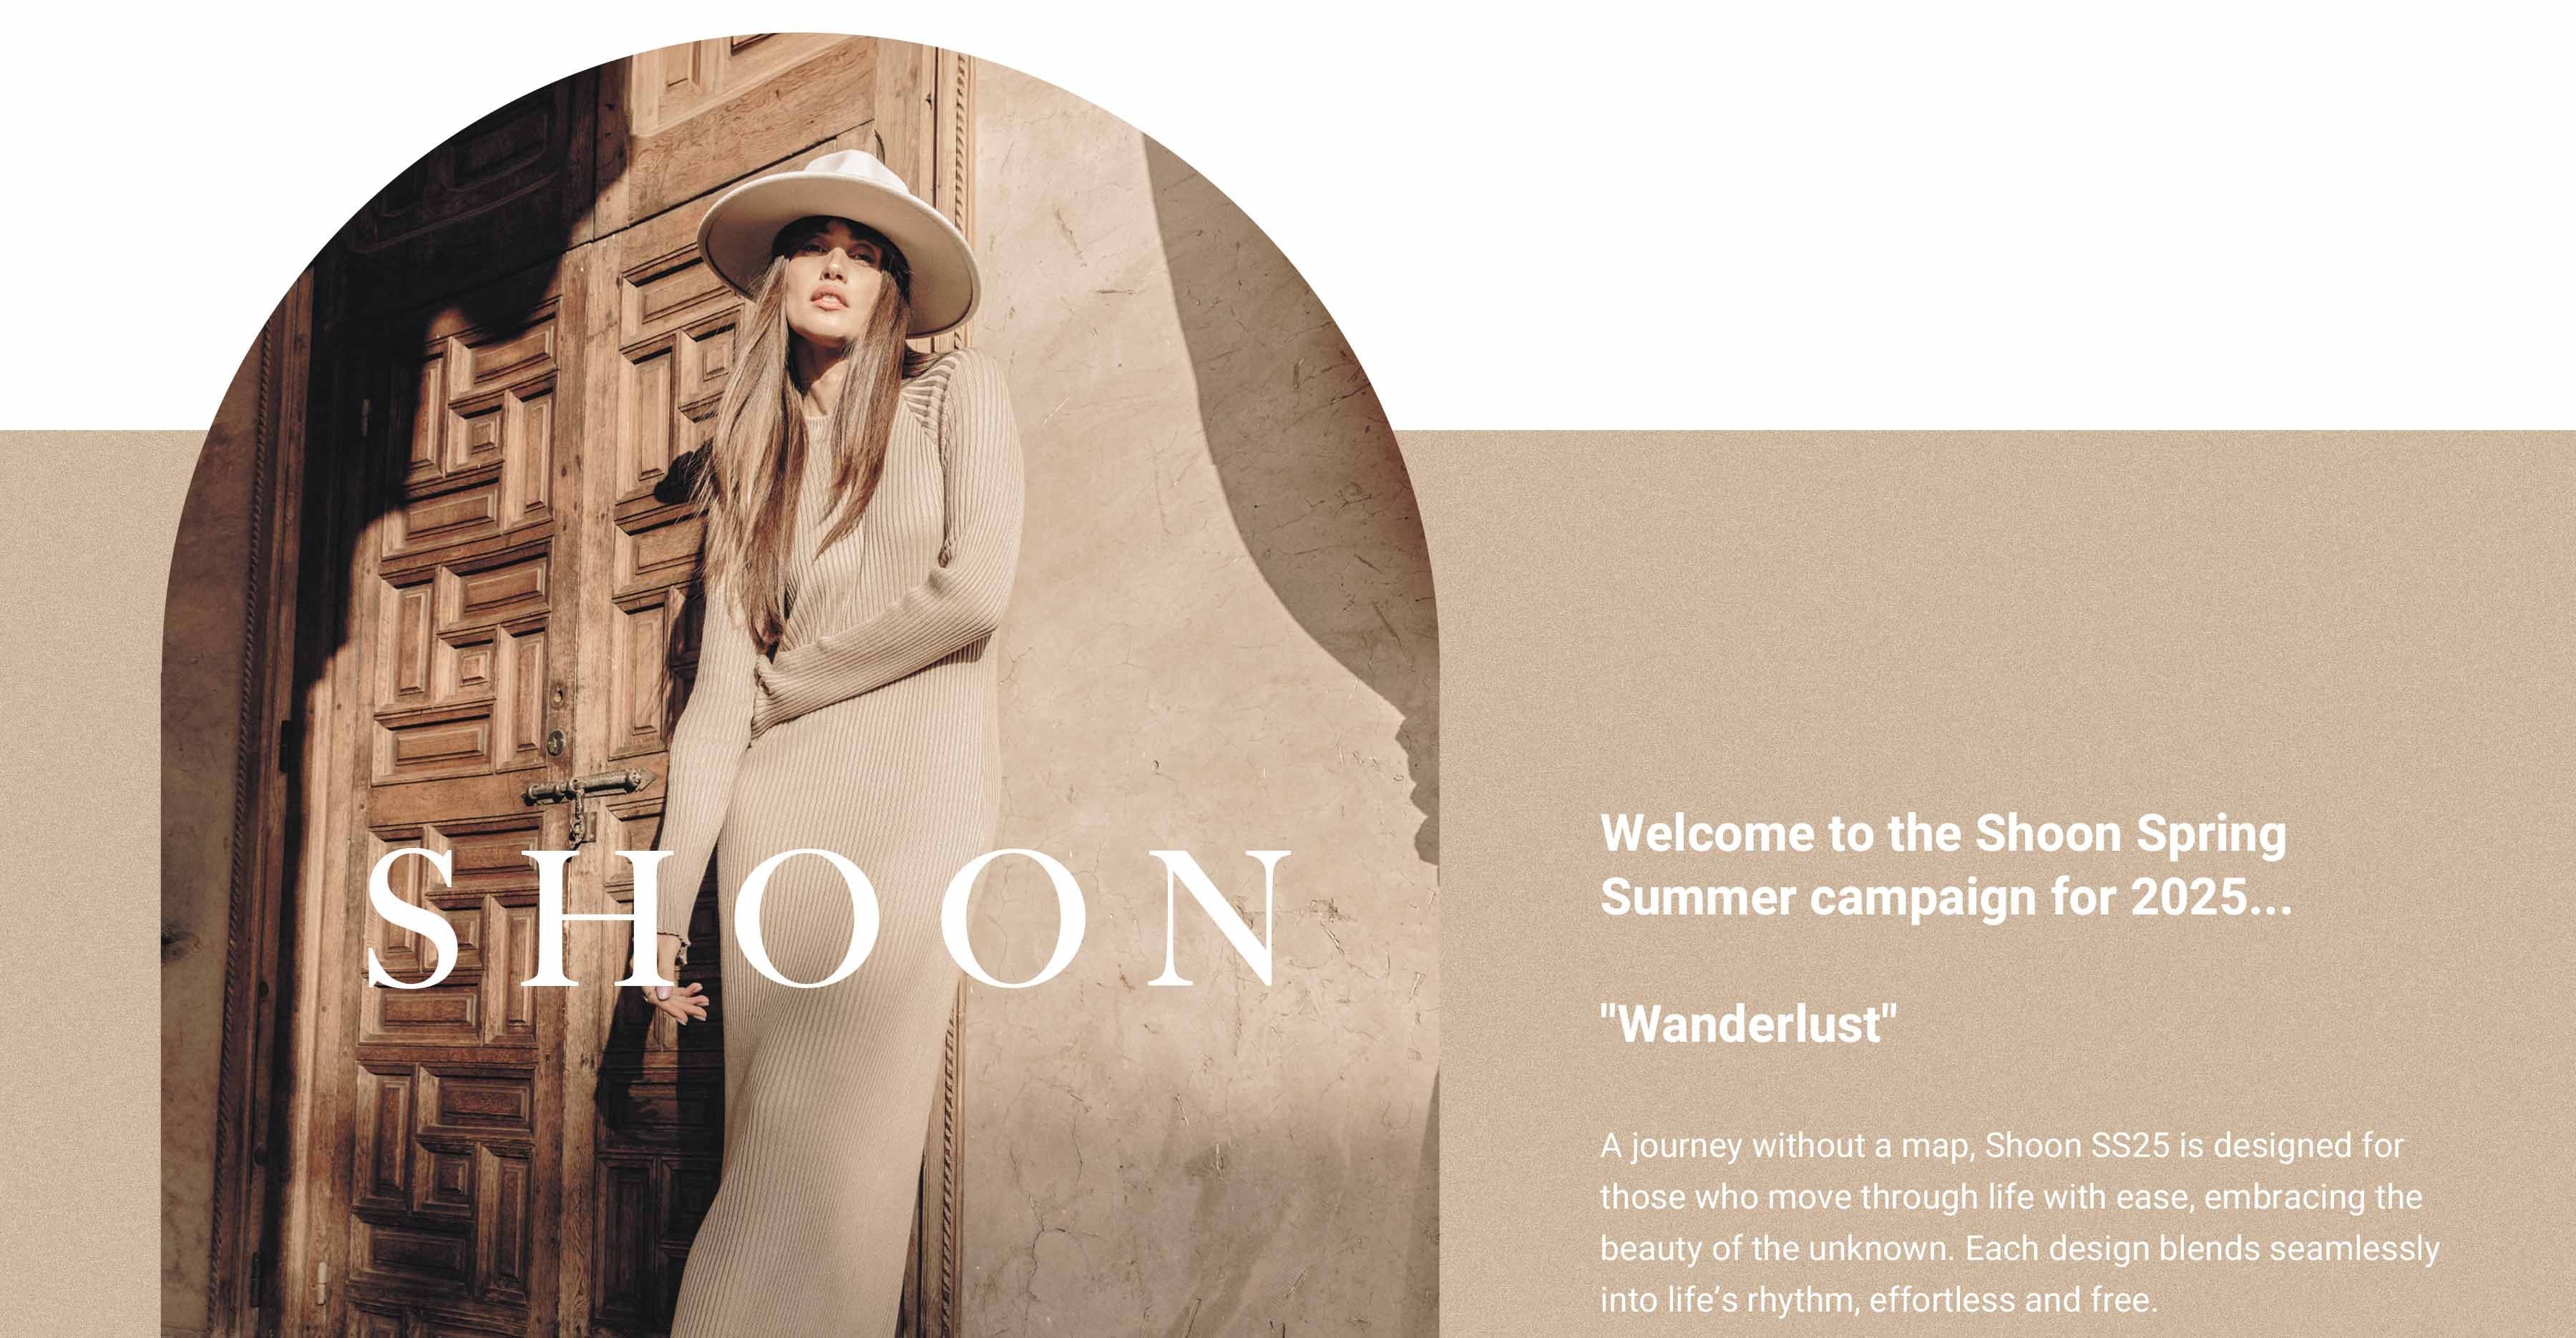 SHOON
Welcome to the Shoon Spring
Summer campaign for 2025...
"Wanderlust"
A journey without a map, Shoon SS25 is designed for
those who move through life with ease, embracing the
beauty of the unknown. Each design blends seamlessly
into life’s rhythm, effortless and free.